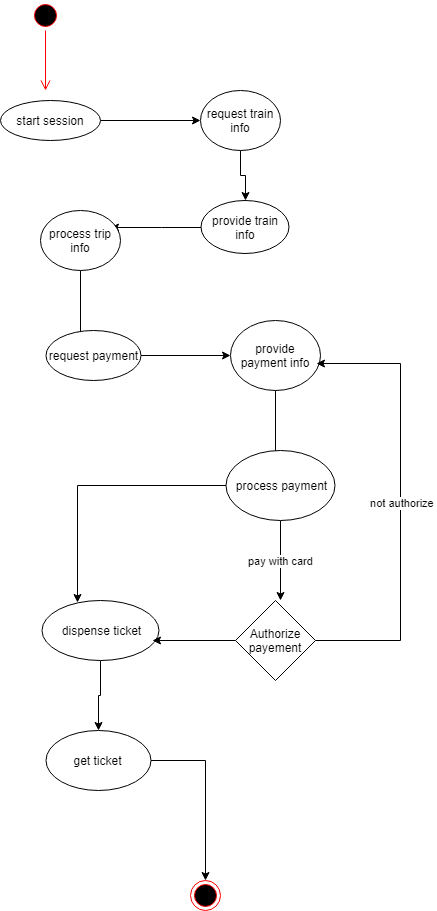 start session
request train
info
provide train
info
process trip
info
request payment
provide
payment info
process payment
not authorize
pay with card
dispense ticket
Authorize
payement
get ticket